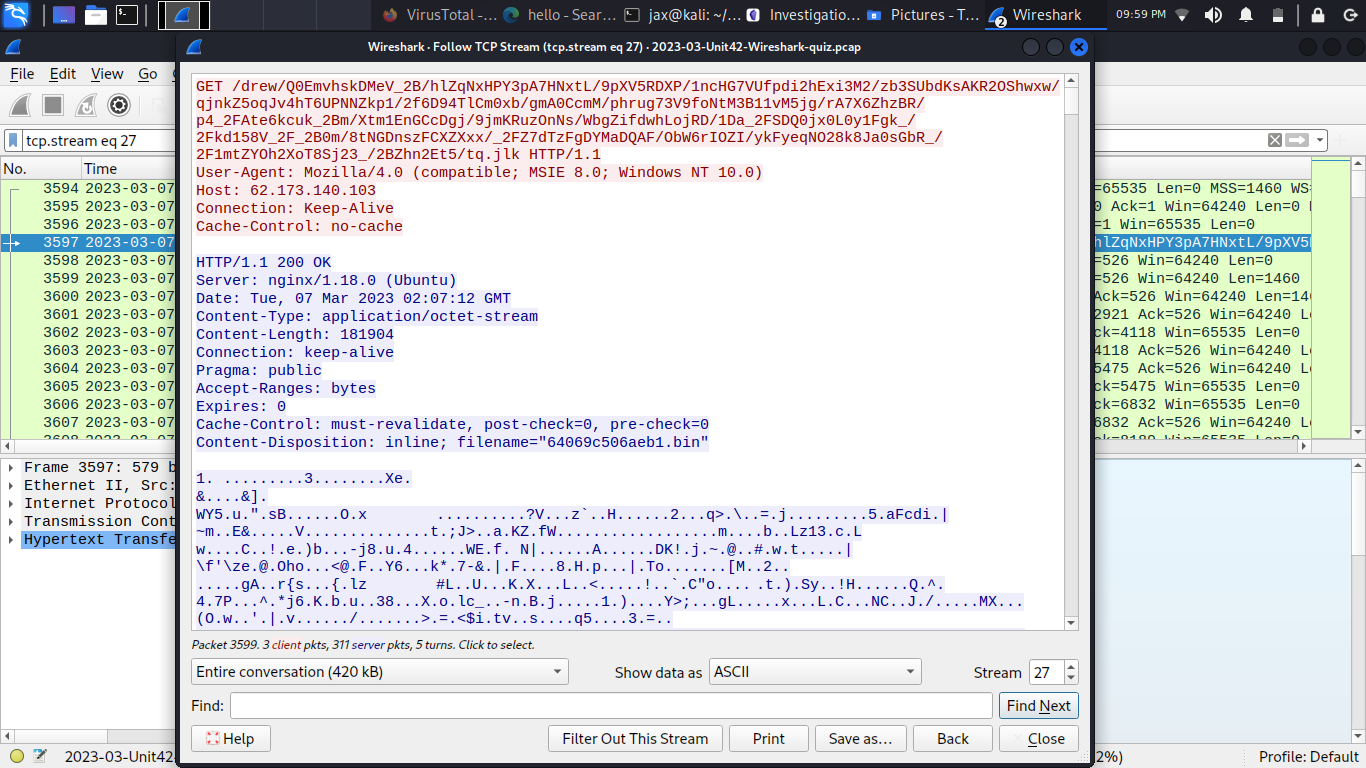 VirusTotal -…
hello - Sear…
jax@kali: ~/…
Investigatio…
Pictures - T…
2
Wireshark
09:59 PM
Wireshark · Follow TCP Stream (tcp.stream eq 27) · 2023-03-Unit42-Wireshark-quiz.pcap
File Edit View Go
tcp.stream eq 27
No. Time
3594 2023-03-07
3595 2023-03-07
3596 2023-03-07
3597 2023-03-07
3598 2023-03-07
3599 2023-03-07
3600 2023-03-07
3601 2023-03-07
3602 2023-03-07
3603 2023-03-07
3604 2023-03-07
3605 2023-03-07
3606 2023-03-07
3607 2023-03-07
GET /drew/Q0EmvhskDMeV_2B/hlZqNxHPY3pA7HNxtL/9pXV5RDXP/1ncHG7VUfpdi2hExi3M2/zb3SUbdKsAKR2OShwxw/
qjnkZ5oqJv4hT6UPNNZkp1/2f6D94TlCm0xb/gmA0CcmM/phrug73V9foNtM3B11vM5jg/rA7X6ZhzBR/
p4_2FAte6kcuk_2Bm/Xtm1EnGCcDgj/9jmKRuzOnNs/WbgZifdwhLojRD/1Da_2FSDQ0jx0L0y1Fgk_/
2Fkd158V_2F_2B0m/8tNGDnszFCXZXxx/_2FZ7dTzFgDYMaDQAF/ObW6rIOZI/ykFyeqNO28k8Ja0sGbR_/
2F1mtZYOh2XoT8Sj23_/2BZhn2Et5/tq.jlk HTTP/1.1
User-Agent: Mozilla/4.0 (compatible; MSIE 8.0; Windows NT 10.0)
Host: 62.173.140.103
Connection: Keep-Alive
Cache-Control: no-cache
HTTP/1.1 200 OK
Server: nginx/1.18.0 (Ubuntu)
Date: Tue, 07 Mar 2023 02:07:12 GMT
Content-Type: application/octet-stream
Content-Length: 181904
Connection: keep-alive
Pragma: public
Accept-Ranges: bytes
Expires: 0
Cache-Control: must-revalidate, post-check=0, pre-check=0
Content-Disposition: inline; filename="64069c506aeb1.bin"
1. .........3........Xe.
&....&].
WY5.u.".sB......O.x ..........?V...z`..H......2...q>.\..=.j.........5.aFcdi.|
~m..E&.....V..............t.;J>..a.KZ.fW..................m....b..Lz13.c.L
w....C..!.e.)b...-j8.u.4......WE.f. N|......A......DK!.j.~.@..#.w.t.....|
\f'\ze.@.Oho...<@.F..Y6...k*.7-&.|.F....8.H.p...|.To.......[M..2..
.....gA..r{s...{.lz #L..U...K.X...L..<.....!..`.C"o..... t.).Sy..!H......Q.^.
4.7P...^.*j6.K.b.u..38...X.o.lc_..-n.B.j.....1.)....Y>;...gL.....x...L.C...NC..J./.....MX...
(O.w..'.|.v....../.......>.=.<$i.tv..s....q5....3.=..
=65535 Len=0 MSS=1460 WS=
0 Ack=1 Win=64240 Len=0
=1 Win=65535 Len=0
hlZqNxHPY3pA7HNxtL/9pXV5
=526 Win=64240 Len=0
=526 Win=64240 Len=1460
Ack=526 Win=64240 Len=14
2921 Ack=526 Win=64240 L
ck=4118 Win=65535 Len=0
4118 Ack=526 Win=64240 L
5475 Ack=526 Win=64240 L
ck=5475 Win=65535 Len=0
ck=6832 Win=65535 Len=0
6832 Ack=526 Win=64240 L
Frame 3597: 579 b
Ethernet II, Src:
Internet Protocol
Transmission Cont
Hypertext Transfe
Packet 3599. 3 client pkts, 311 server pkts, 5 turns. Click to select.
Entire conversation (420 kB)
Show data as ASCII
Stream 27
Find:
Find Next
Help
Filter Out This Stream
Print
Save as…
Back
Close
2023-03-Unit42-
2%)
Profile: Default